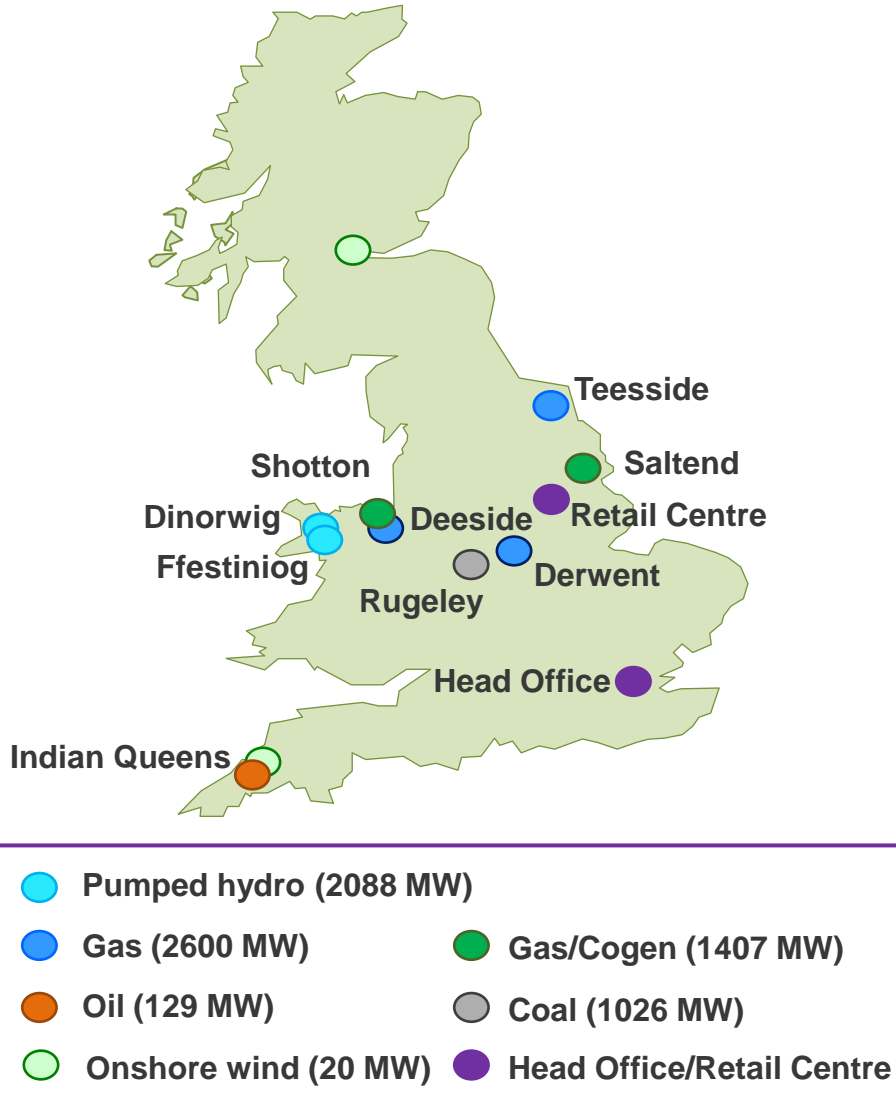 Teesside
Shotton
Saltend
Dinorwig
Deeside
Retail Centre
Ffestiniog
Derwent
Rugeley
Head Office
Indian Queens
Pumped hydro (2088 MW)
Gas (2600 MW)
Gas/Cogen (1407 MW)
Oil (129 MW)
Coal (1026 MW)
Onshore wind (20 MW)
Head Office/Retail Centre